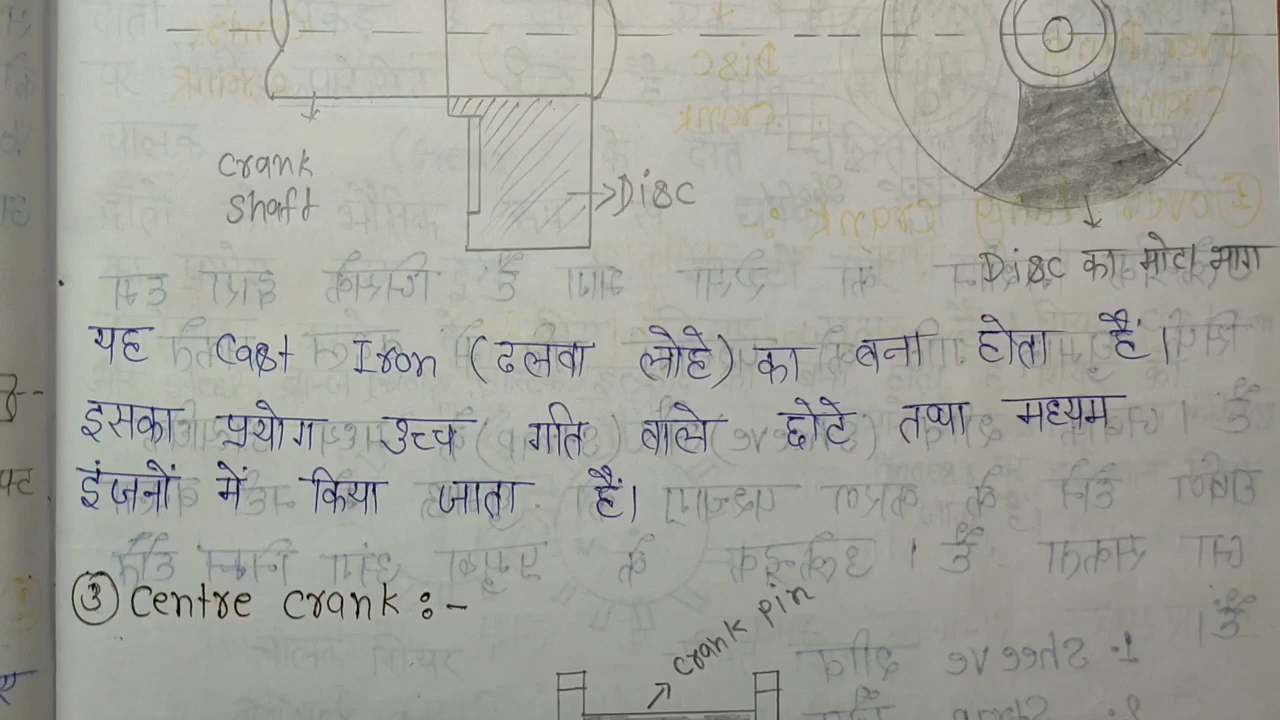 crank
shaft
Disc
Disc का मोटा भाग
यह Cast Iron (ढलवा लोहे) का बना होता हैं।
इसका प्रयोग उच्च गति वाले छोटे तथा मध्यम
इंजनों में किया जाता हैं।
③ Centre crank :-
crank pin